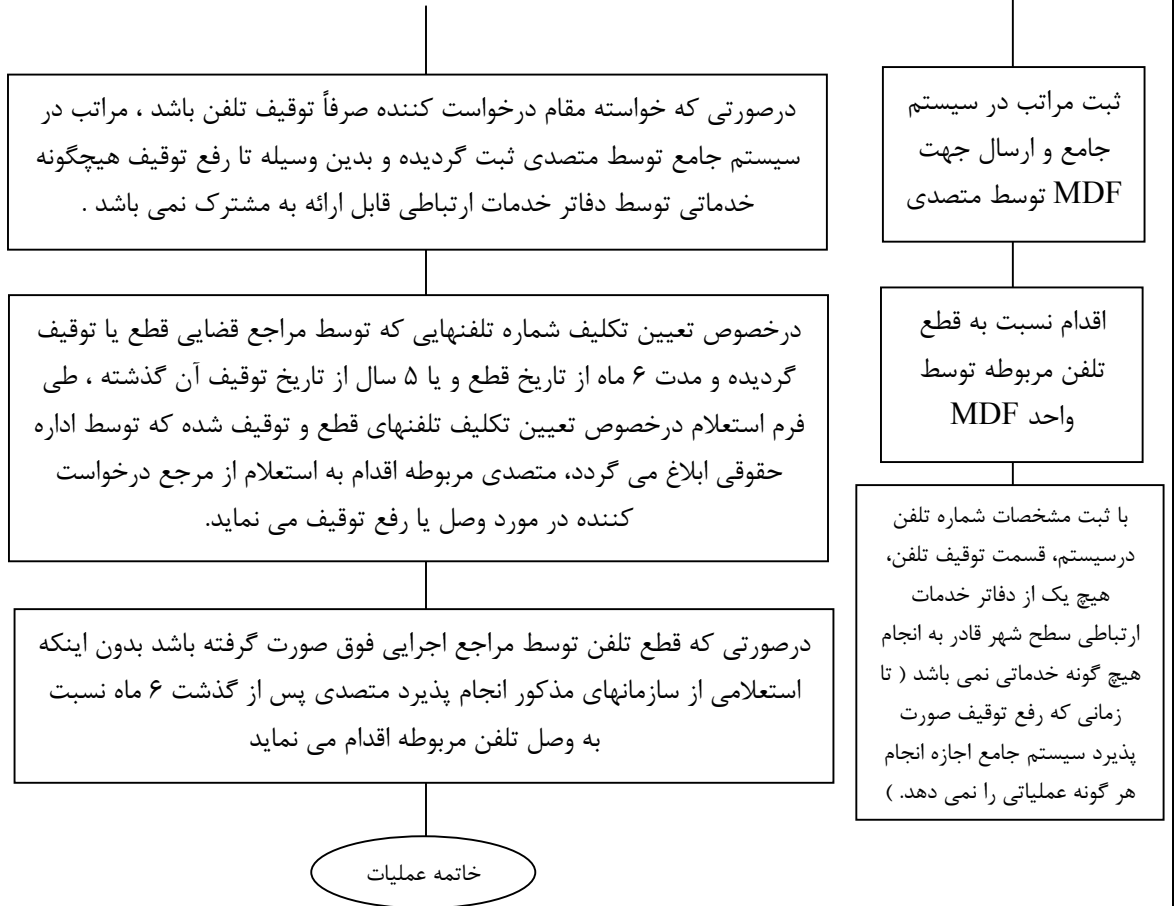 ثبت مراتب در سیستم
جامع و ارسال جهت
MDF توسط متصدی
اقدام نسبت به قطع
تلفن مربوطه توسط
واحد MDF
با ثبت مشخصات شماره تلفن
درسیستم، قسمت توقیف تلفن،
هیچ یک از دفاتر خدمات
ارتباطی سطح شهر قادر به انجام
هیچ گونه خدماتی نمی باشد ( تا
زمانی که رفع توقیف صورت
پذیرد سیستم جامع اجازه انجام
هر گونه عملیاتی را نمی دهد. )
درصورتی که خواسته مقام درخواست کننده صرفاً توقیف تلفن باشد ، مراتب در
سیستم جامع توسط متصدی ثبت گردیده و بدین وسیله تا رفع توقیف هیچگونه
خدماتی توسط دفاتر خدمات ارتباطی قابل ارائه به مشترک نمی باشد .
درخصوص تعیین تکلیف شماره تلفنهایی که توسط مراجع قضایی قطع یا توقیف
گردیده و مدت ۶ ماه از تاریخ قطع و یا ۵ سال از تاریخ توقیف آن گذشته ، طی
فرم استعلام درخصوص تعیین تکلیف تلفنهای قطع و توقیف شده که توسط اداره
حقوقی ابلاغ می گردد، متصدی مربوطه اقدام به استعلام از مرجع درخواست
کننده در مورد وصل یا رفع توقیف می نماید.
درصورتی که قطع تلفن توسط مراجع اجرایی فوق صورت گرفته باشد بدون اینکه
استعلامی از سازمانهای مذکور انجام پذیرد متصدی پس از گذشت ۶ ماه نسبت
به وصل تلفن مربوطه اقدام می نماید
خاتمه عملیات